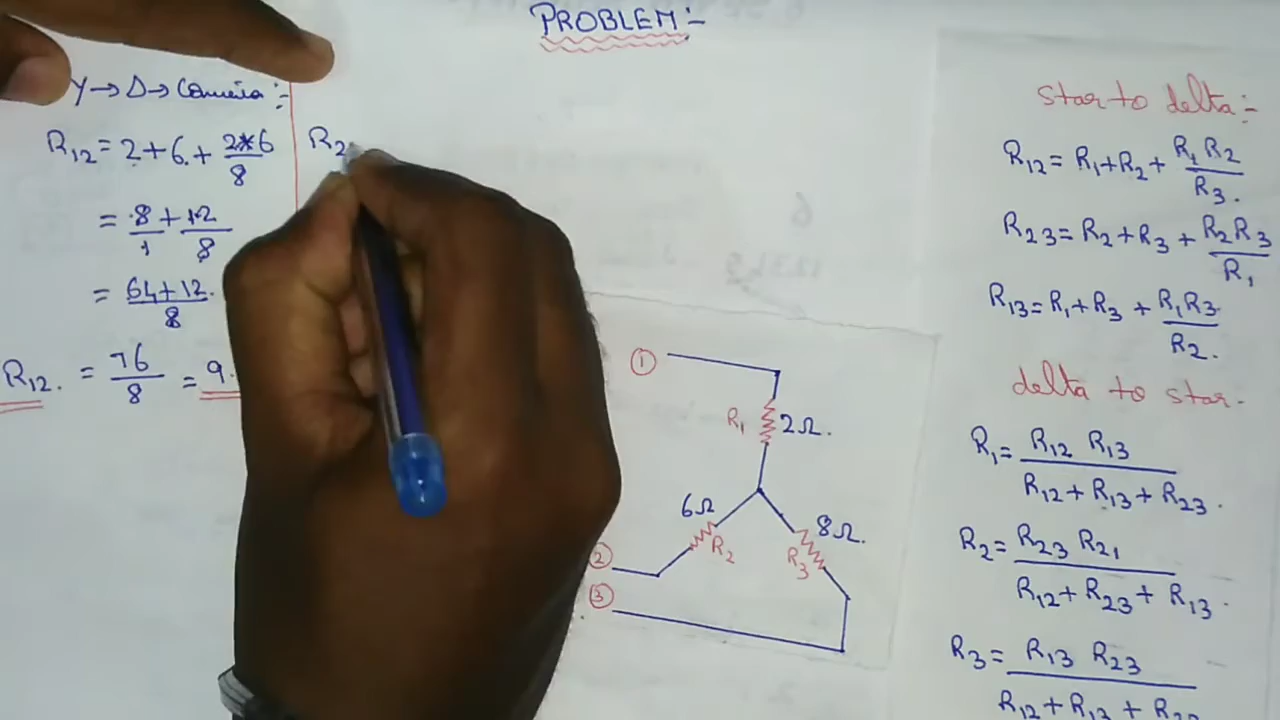 PROBLEM:-
Y→Δ→
R12 = 2+6+ 2*6/8
= 8/1 + 12/8
= 64+12/8
R12. = 76/8 = 9.
R2
①
R1 2Ω.
6Ω R2
8Ω. R3
②
③
star to delta:-
R12= R1+R2+ R1 R2/R3.
R23= R2+R3+ R2R3/R1
R13= R1+R3 + R1R3/R2.
delta to star-
R1= R12 R13/R12+R13+R23.
R2= R23 R21/R12+R23+R13.
R3= R13 R23
R12+R13+